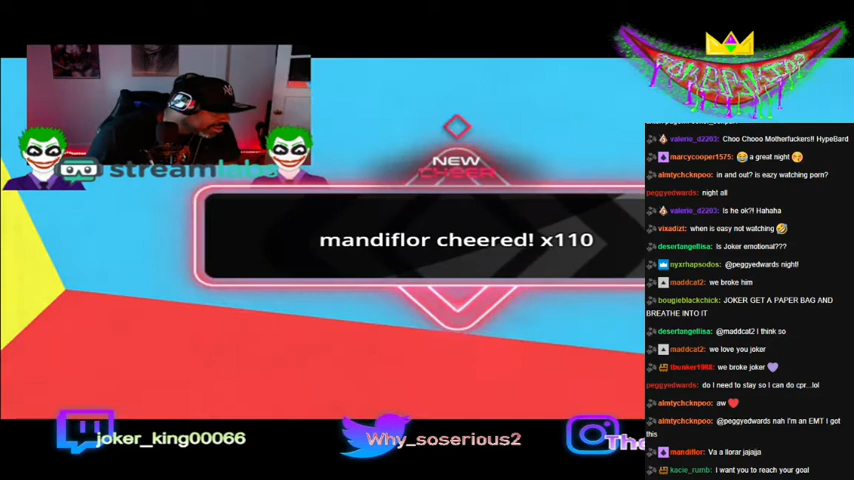 NEW
CHEER
mandiflor cheered! x110
streamlabs
joker_king00066
Why_soserious2
valerie_d2203: Choo Chooo Motherfuckers!! HypeBard
marcycooper1575: 😂 a great night 🤭
almtychcknpoo: in and out? is eazy watching porn?
peggyedwards: night all
valerie_d2203: Is he ok?! Hahaha
vixadizt: when is easy not watching 🤣
desertangellisa: Is Joker emotional???
nyxrhapsodos: @peggyedwards night!
maddcat2: we broke him
bougieblackchick: JOKER GET A PAPER BAG AND
BREATHE INTO IT
desertangellisa: @maddcat2 I think so
maddcat2: we love you joker
tbunker1988: we broke joker 💜
peggyedwards: do I need to stay so I can do cpr...lol
almtychcknpoo: aw ❤️
almtychcknpoo: @peggyedwards nah I'm an EMT I got
this
mandiflor: Va a llorar jajajja
kacie_rumb: I want you to reach your goal